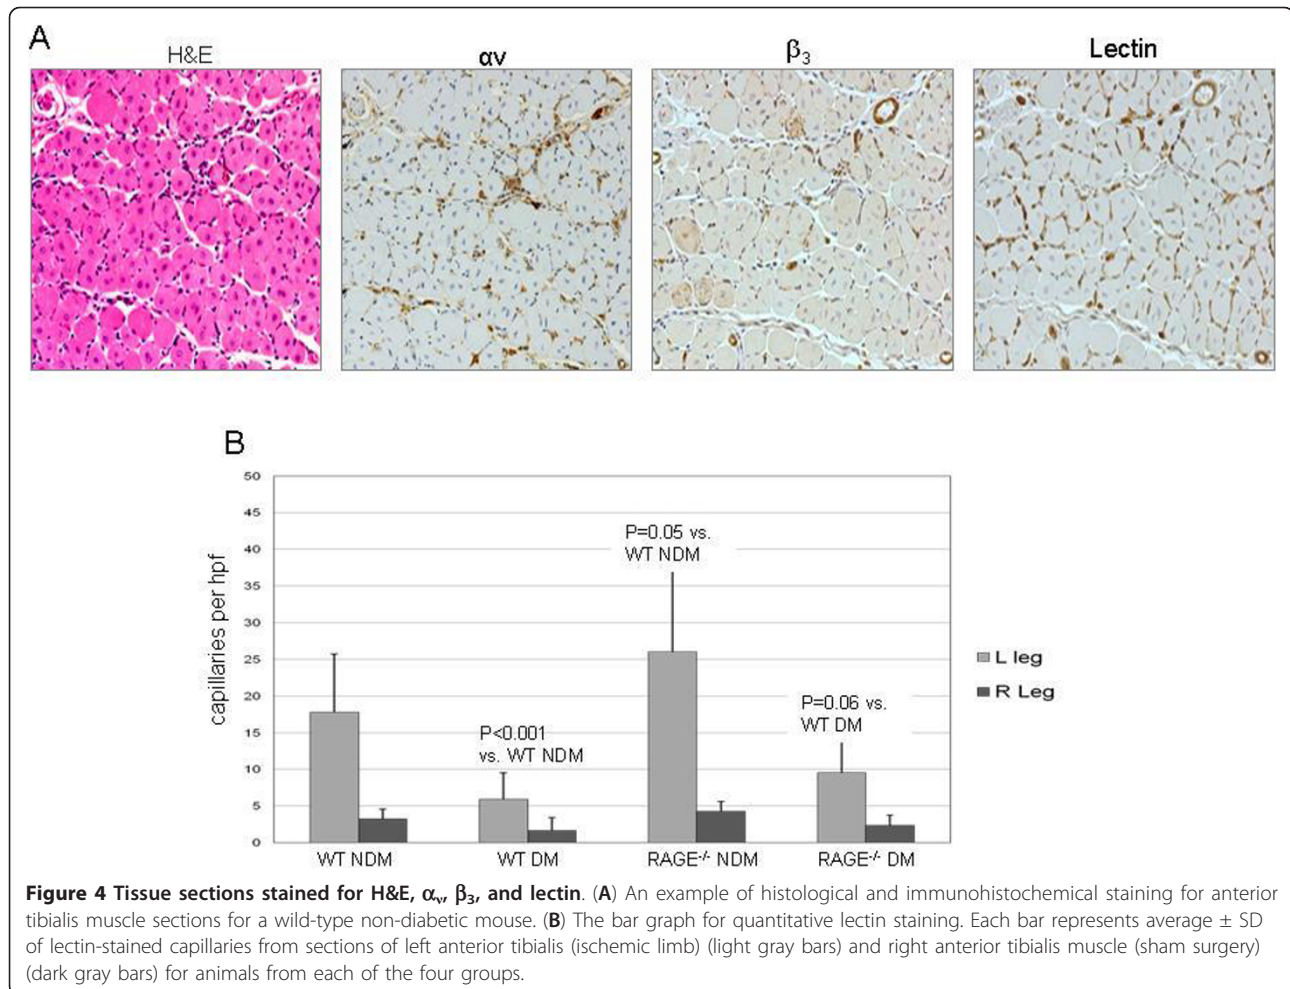 A
H&E
αv
β₃
Lectin
B
50
45
40
35
30
25
20
15
10
5
0
capillaries per hpf
P<0.001
vs. WT NDM
P=0.05 vs.
WT NDM
P=0.06 vs.
WT DM
L leg
R Leg
WT NDM
WT DM
RAGE⁻/⁻ NDM
RAGE⁻/⁻ DM
Figure 4 Tissue sections stained for H&E, αᵥ, β₃, and lectin. (A) An example of histological and immunohistochemical staining for anterior
tibialis muscle sections for a wild-type non-diabetic mouse. (B) The bar graph for quantitative lectin staining. Each bar represents average ± SD
of lectin-stained capillaries from sections of left anterior tibialis (ischemic limb) (light gray bars) and right anterior tibialis muscle (sham surgery)
(dark gray bars) for animals from each of the four groups.